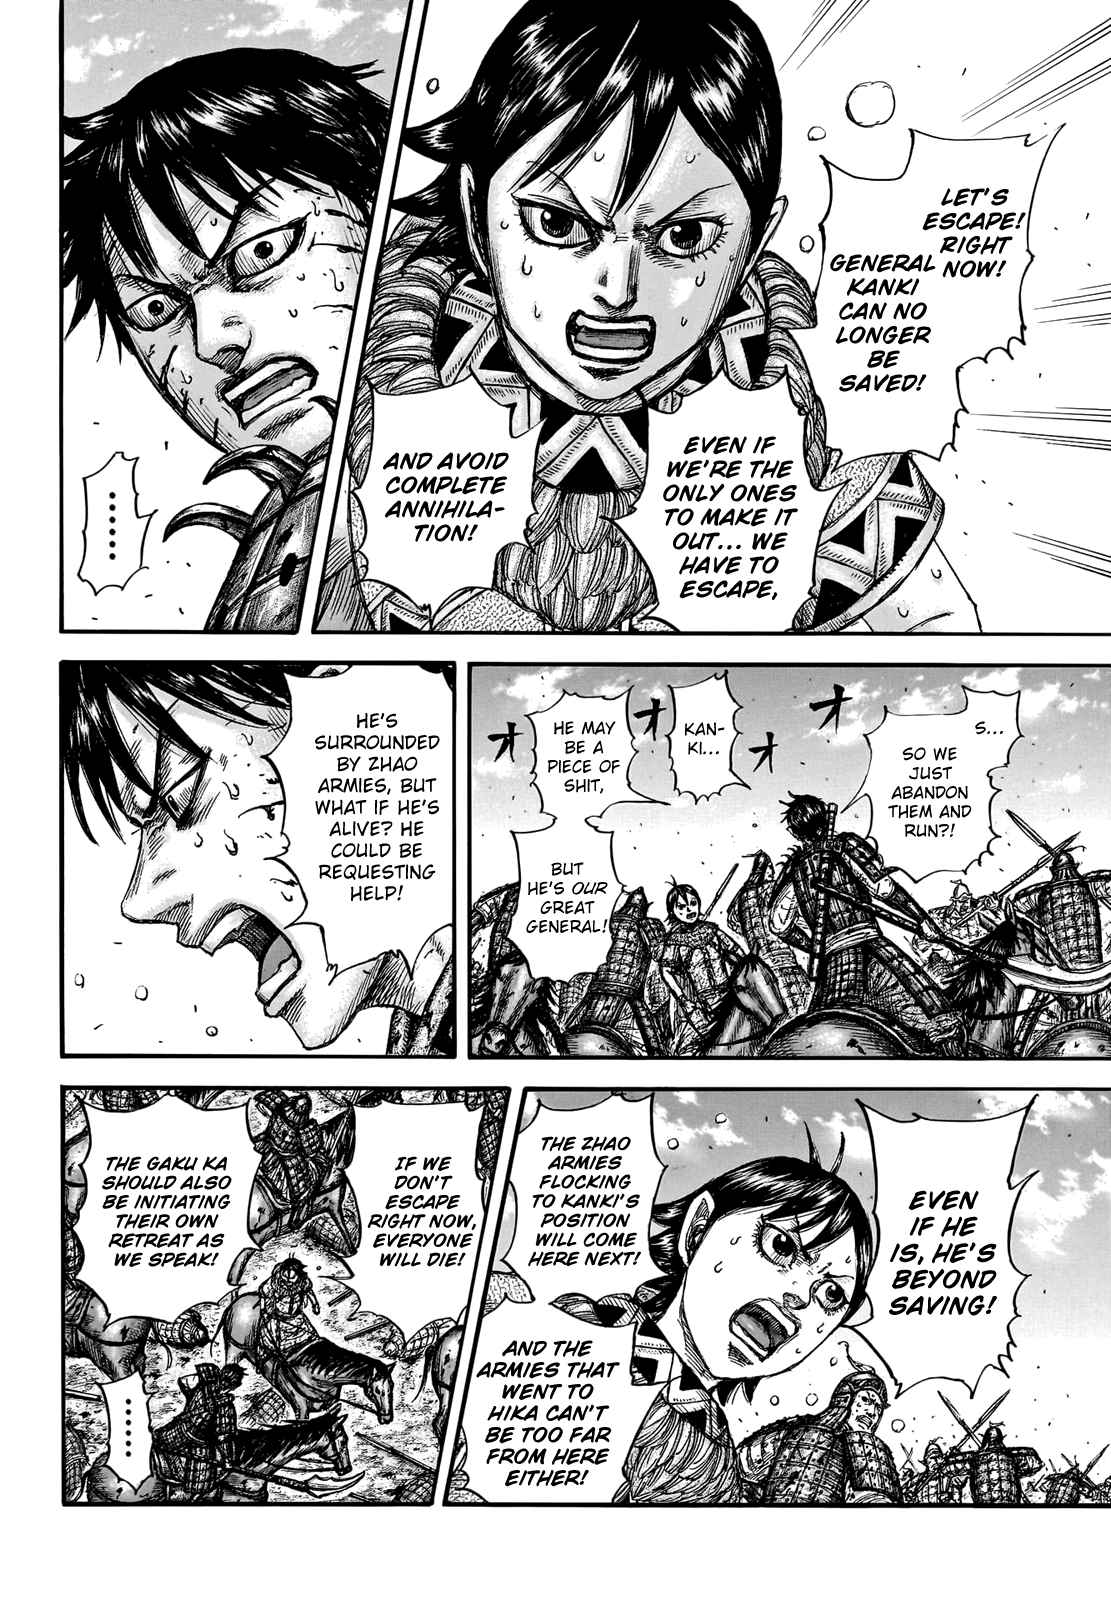 LET'S
ESCAPE!
RIGHT
NOW!
GENERAL
KANKI
CAN NO
LONGER
BE
SAVED!
EVEN IF
WE'RE THE
ONLY ONES
TO MAKE IT
OUT... WE
HAVE TO
ESCAPE,
AND AVOID
COMPLETE
ANNIHILA-
TION!
......
S...
SO WE
JUST
ABANDON
THEM AND
RUN?!
オ
オ
オ
KAN-
KI...
HE MAY
BE A
PIECE OF
SHIT,
BUT
HE'S OUR
GREAT
GENERAL!
HE'S
SURROUNDED
BY ZHAO
ARMIES, BUT
WHAT IF HE'S
ALIVE? HE
COULD BE
REQUESTING
HELP!
EVEN
IF HE
IS, HE'S
BEYOND
SAVING!
THE ZHAO
ARMIES
FLOCKING
TO KANKI'S
POSITION
WILL COME
HERE NEXT!
AND THE
ARMIES THAT
WENT TO
HIKA CAN'T
BE TOO FAR
FROM HERE
EITHER!
IF WE
DON'T
ESCAPE
RIGHT NOW,
EVERYONE
WILL DIE!
THE GAKU KA
SHOULD ALSO
BE INITIATING
THEIR OWN
RETREAT AS
WE SPEAK!
......